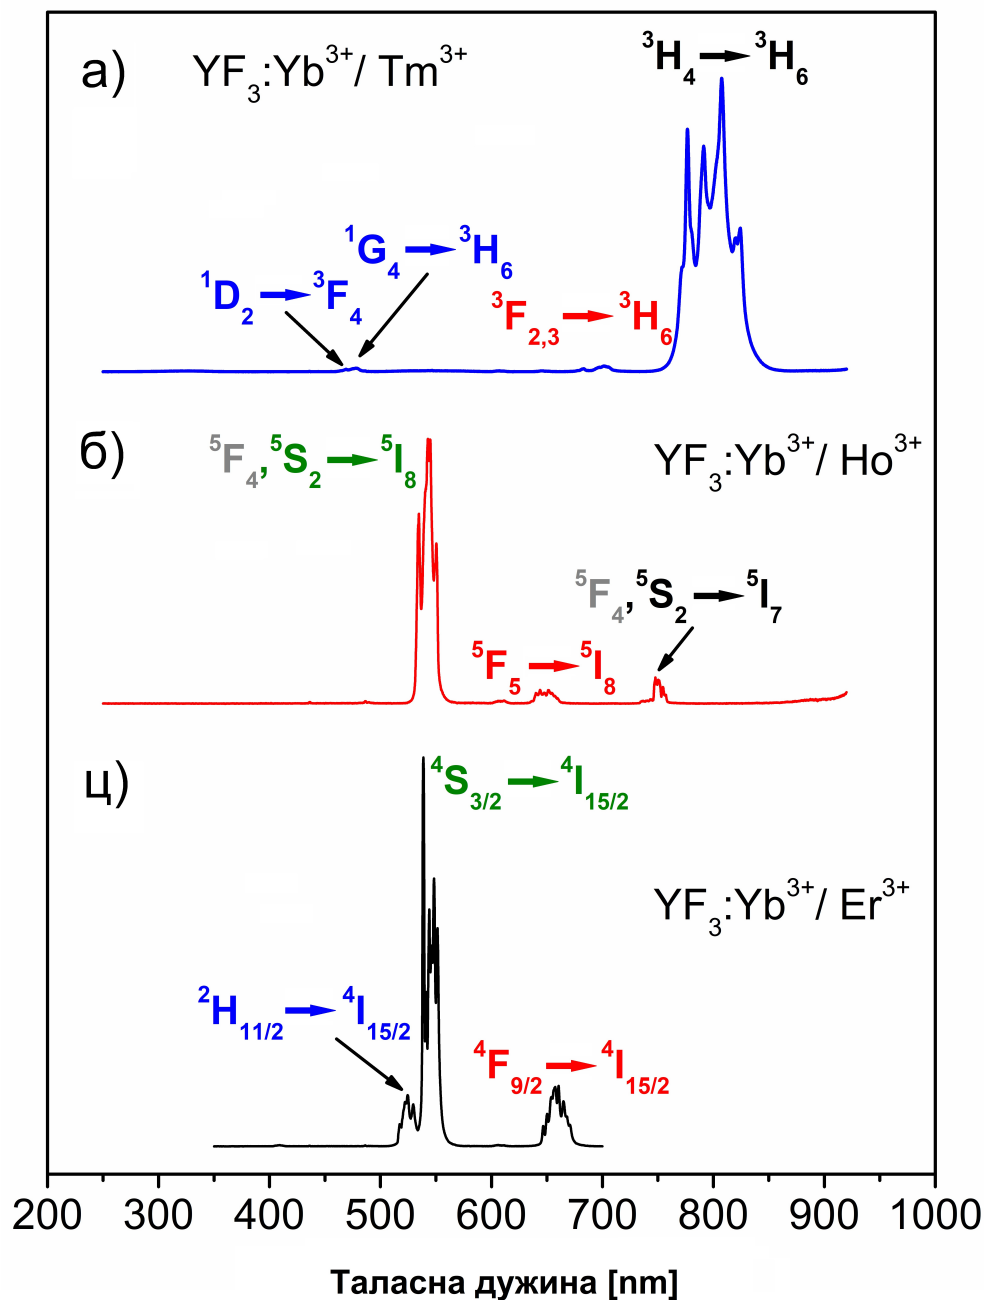 а) YF₃:Yb³⁺/ Tm³⁺
³H₄ → ³H₆
¹G₄ → ³H₆
¹D₂ → ³F₄
³F₂,₃ → ³H₆
б) ⁵F₄, ⁵S₂ → ⁵I₈
YF₃:Yb³⁺/ Ho³⁺
⁵F₄, ⁵S₂ → ⁵I₇
⁵F₅ → ⁵I₈
ц) ⁴S₃/₂ → ⁴I₁₅/₂
YF₃:Yb³⁺/ Er³⁺
²H₁₁/₂ → ⁴I₁₅/₂
⁴F₉/₂ → ⁴I₁₅/₂
200 300 400 500 600 700 800 900 1000
Таласна дужина [nm]